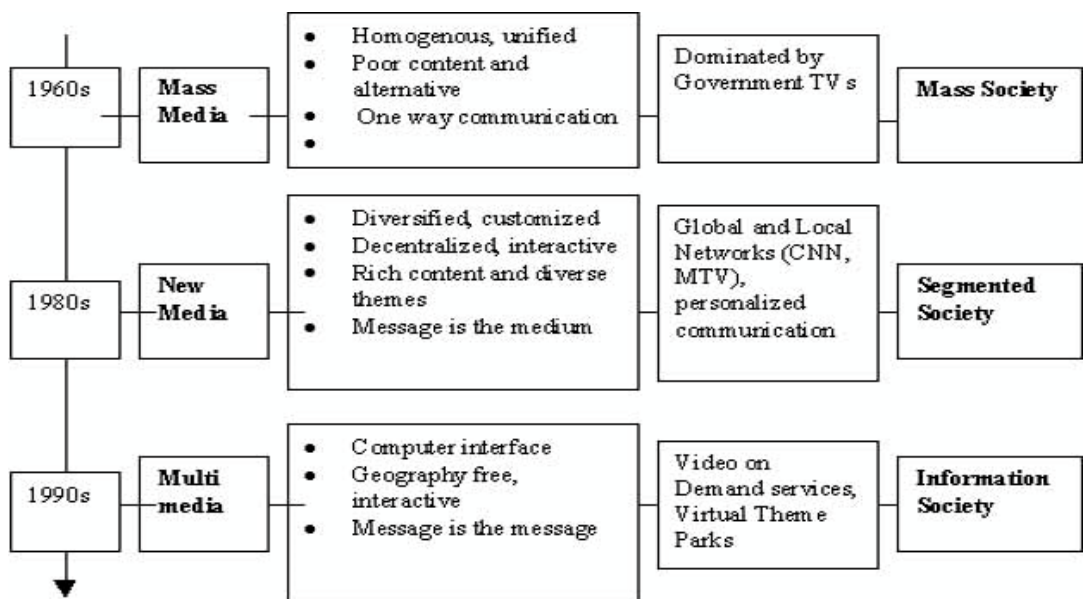 1960s
Mass
Media
• Homogenous, unified
• Poor content and
alternative
• One way communication
•
Dominated by
Government TVs
Mass Society
1980s
New
Media
• Diversified, customized
• Decentralized, interactive
• Rich content and diverse
themes
• Message is the medium
Global and Local
Networks (CNN,
MTV),
personalized
communication
Segmented
Society
1990s
Multi
media
• Computer interface
• Geography free,
interactive
• Message is the message
Video on
Demand services,
Virtual Theme
Parks
Information
Society